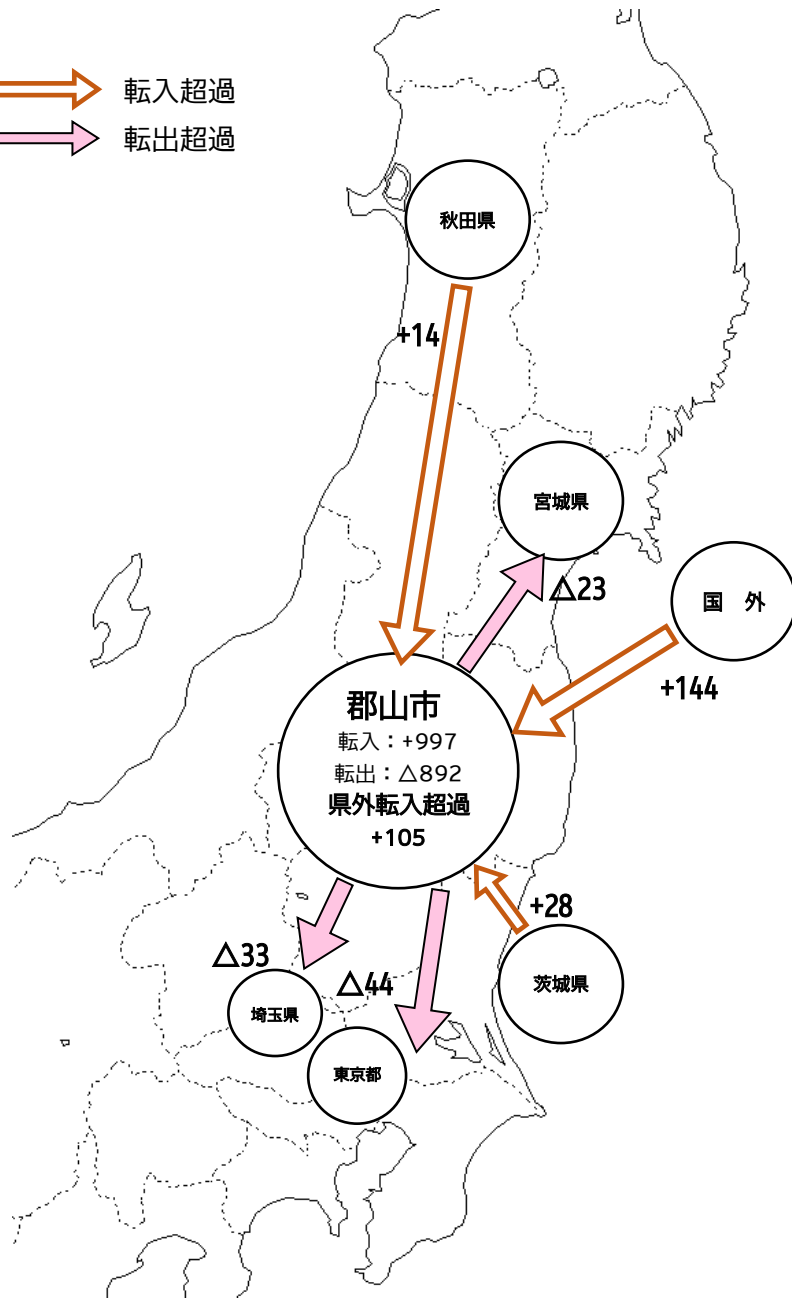 転入超過
転出超過
秋田県
+14
宮城県
△23
国　外
+144
郡山市
転入：+997
転出：△892
県外転入超過
+105
+28
茨城県
△33
△44
埼玉県
東京都